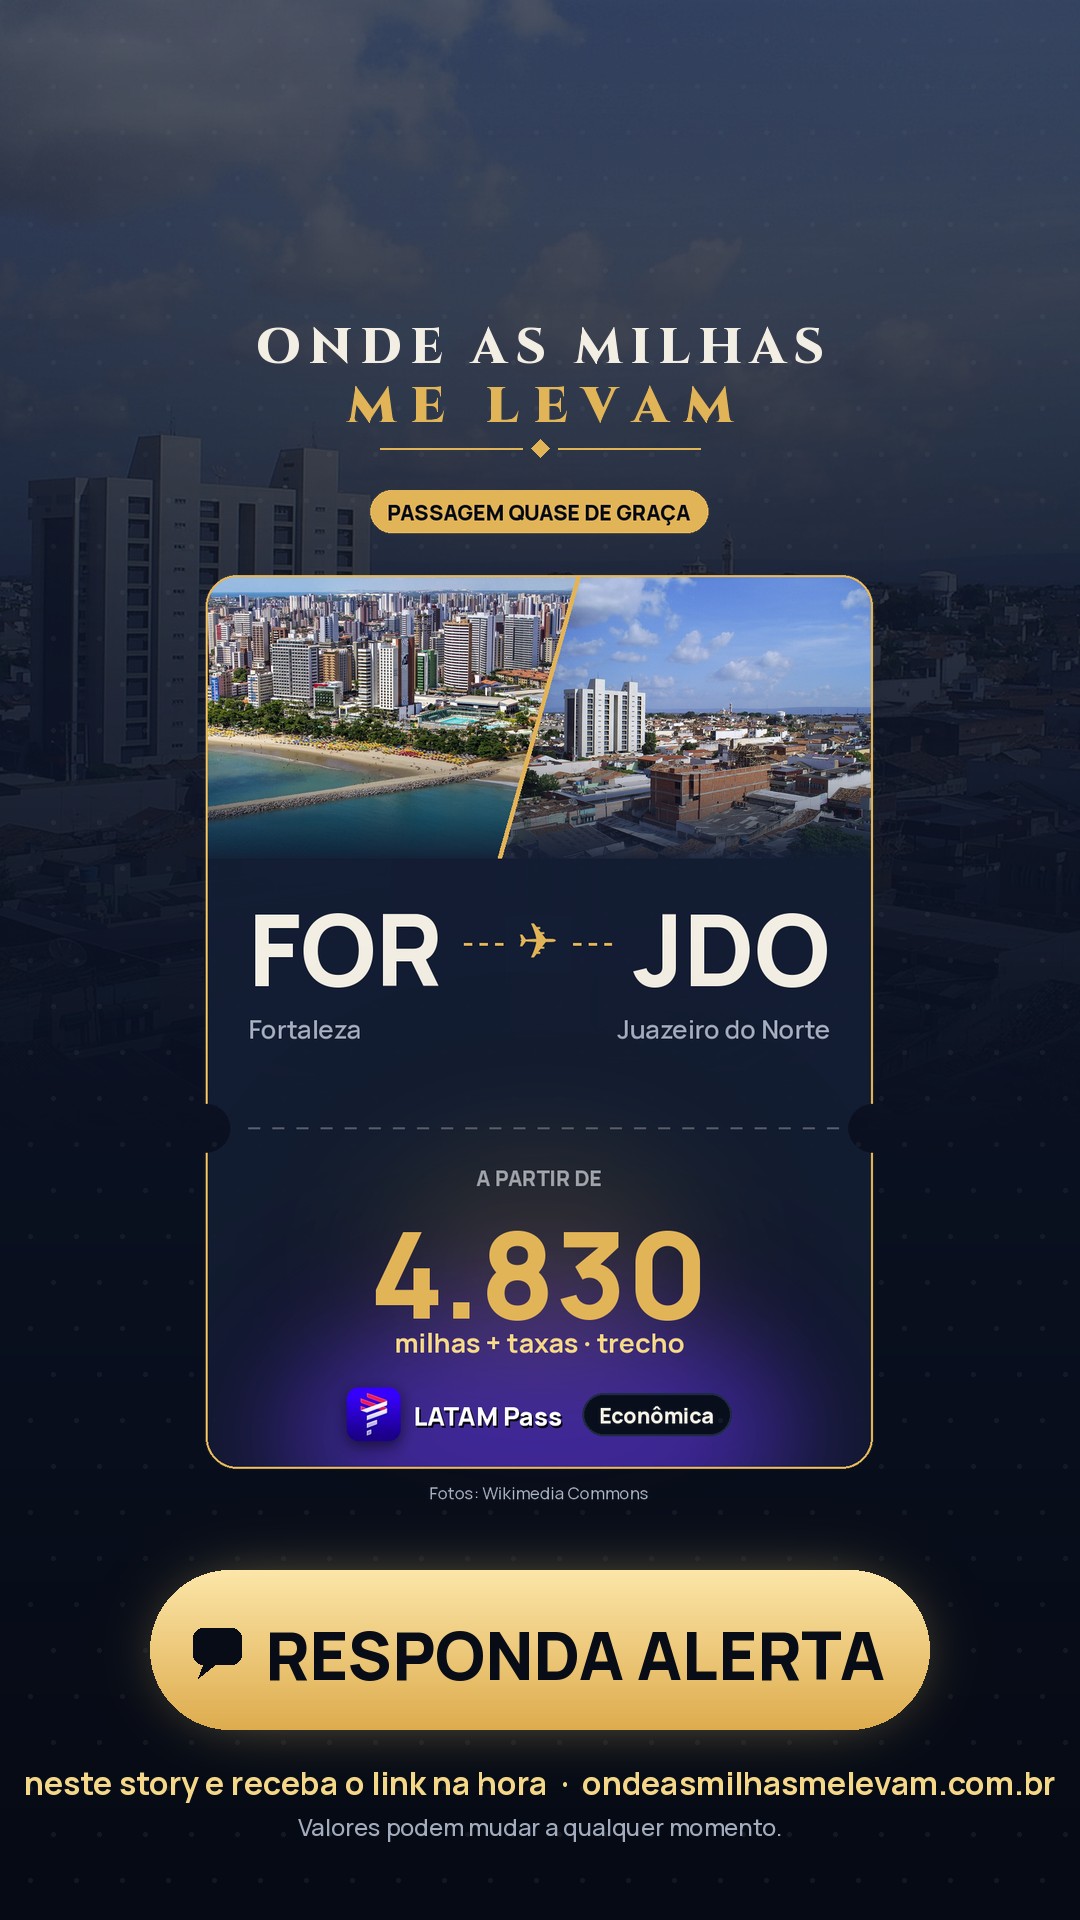 ONDE AS MILHAS
ME LEVAM
PASSAGEM QUASE DE GRAÇA
FOR JDO
Fortaleza Juazeiro do Norte
A PARTIR DE
4.830
milhas + taxas · trecho
LATAM Pass Econômica
Fotos: Wikimedia Commons
RESPONDA ALERTA
neste story e receba o link na hora · ondeasmilhasmelevam.com.br
Valores podem mudar a qualquer momento.